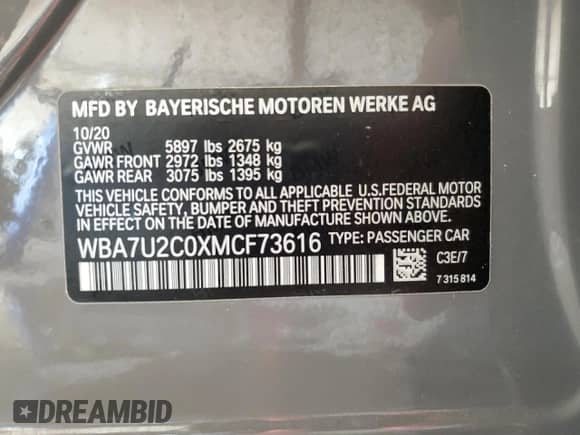 MFD BY BAYERISCHE MOTOREN WERKE AG
10/20
GVWR 5897 lbs 2675 kg
GAWR FRONT 2972 lbs 1348 kg
GAWR REAR 3075 lbs 1395 kg
THIS VEHICLE CONFORMS TO ALL APPLICABLE U.S.FEDERAL MOTOR
VEHICLE SAFETY, BUMPER AND THEFT PREVENTION STANDARDS
IN EFFECT ON THE DATE OF MANUFACTURE SHOWN ABOVE.
WBA7U2C0XMCF73616 TYPE: PASSENGER CAR
C3E/7
7 315 814
DREAMBID